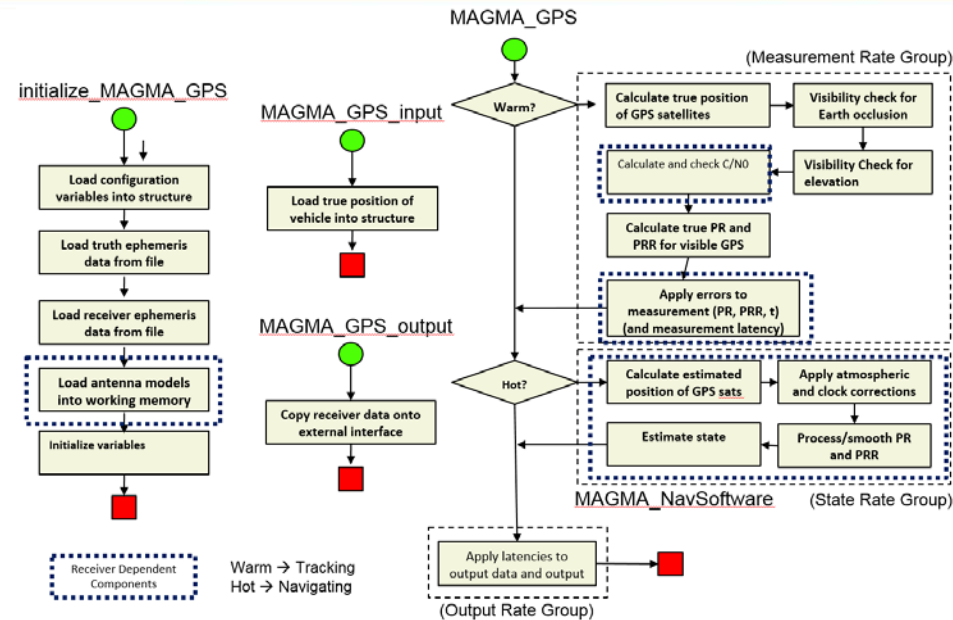 initialize_MAGMA_GPS
Load configuration
variables into structure
Load truth ephemeris
data from file
Load receiver ephemeris
data from file
Load antenna models
into working memory
Initialize variables
Receiver Dependent
Components
MAGMA_GPS_input
Load true position of
vehicle into structure
MAGMA_GPS_output
Copy receiver data onto
external interface
Warm → Tracking
Hot → Navigating
MAGMA_GPS
Warm?
(Measurement Rate Group)
Calculate true position
of GPS satellites
Visibility check for
Earth occlusion
Visibility Check for
elevation
Calculate and check C/N0
Calculate true PR and
PRR for visible GPS
Apply errors to
measurement (PR, PRR, t)
(and measurement latency)
Hot?
Calculate estimated
position of GPS sats
Apply atmospheric
and clock corrections
Process/smooth PR
and PRR
Estimate state
MAGMA_NavSoftware
(State Rate Group)
Apply latencies to
output data and output
(Output Rate Group)